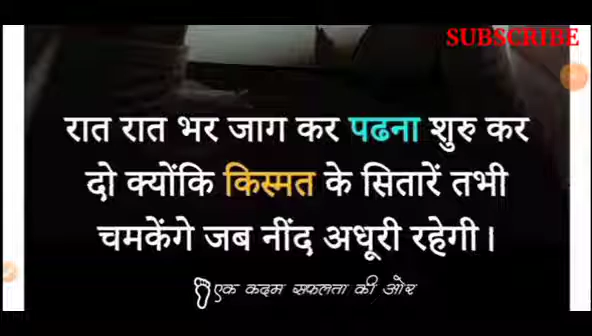 SUBSCRIBE
रात रात भर जाग कर पढना शुरु कर
दो क्योंकि किस्मत के सितारें तभी
चमकेंगे जब नींद अधूरी रहेगी।
एक कदम सफलता की ओर